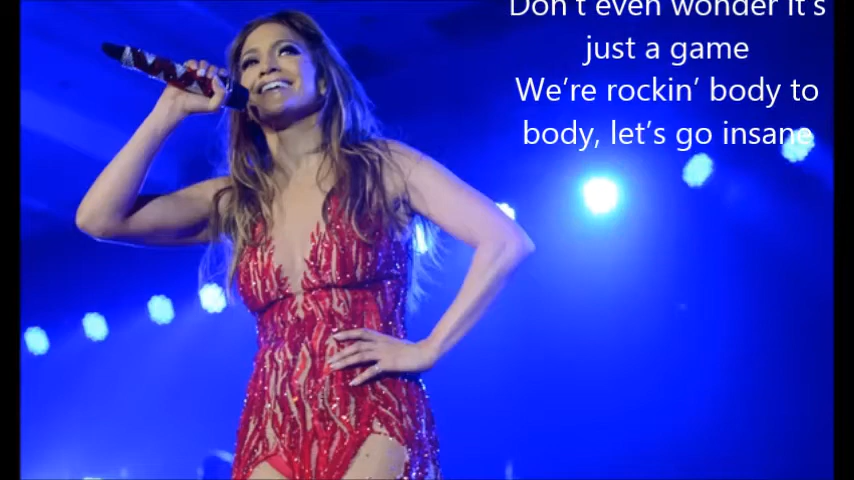 Don't even wonder it's
just a game
We're rockin' body to
body, let's go insane